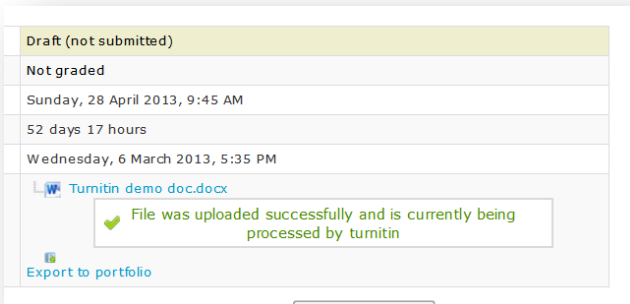 Draft (not submitted)
Not graded
Sunday, 28 April 2013, 9:45 AM
52 days 17 hours
Wednesday, 6 March 2013, 5:35 PM
Turnitin demo doc.docx
File was uploaded successfully and is currently being
processed by turnitin
Export to portfolio